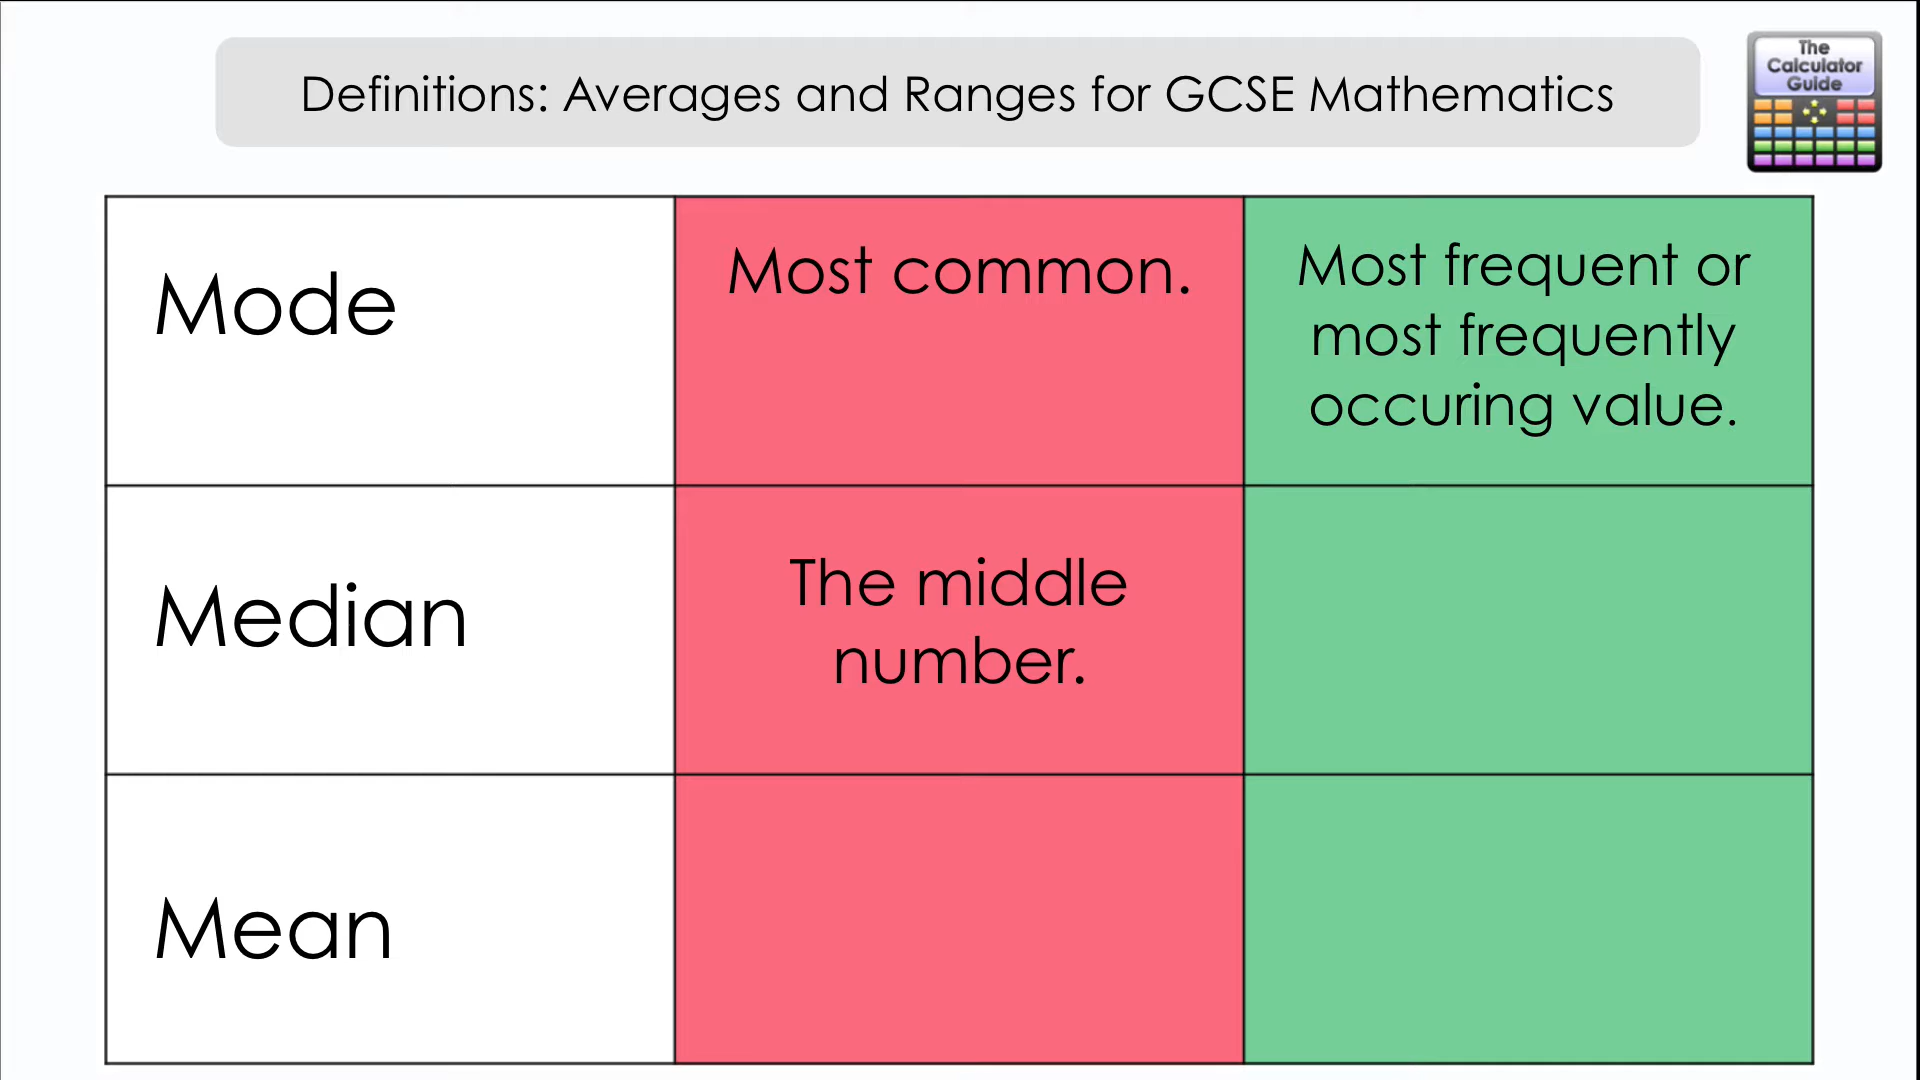 Definitions: Averages and Ranges for GCSE Mathematics
The
Calculator
Guide
Mode
Most common.
Most frequent or
most frequently
occuring value.
Median
The middle
number.
Mean